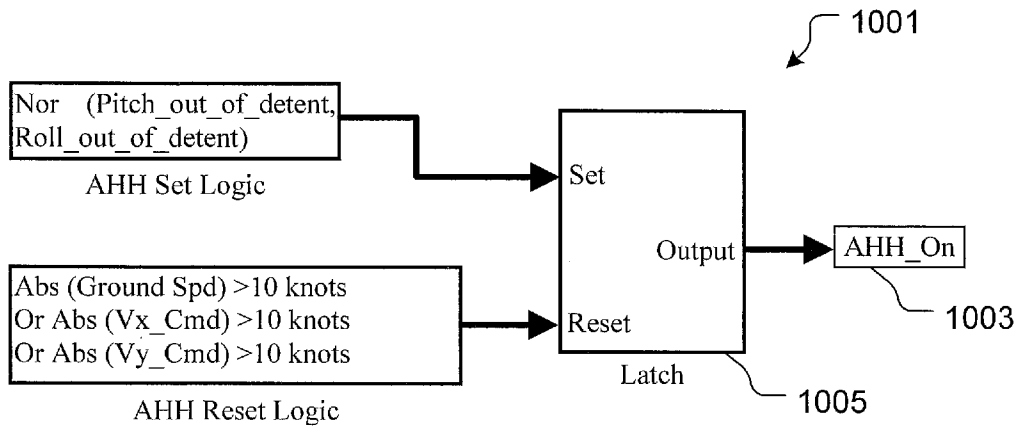 1001
Nor (Pitch_out_of_detent,
Roll_out_of_detent)
AHH Set Logic
Set
Output
AHH_On
1003
Abs (Ground Spd) >10 knots
Or Abs (Vx_Cmd) >10 knots
Or Abs (Vy_Cmd) >10 knots
Reset
AHH Reset Logic
Latch
1005